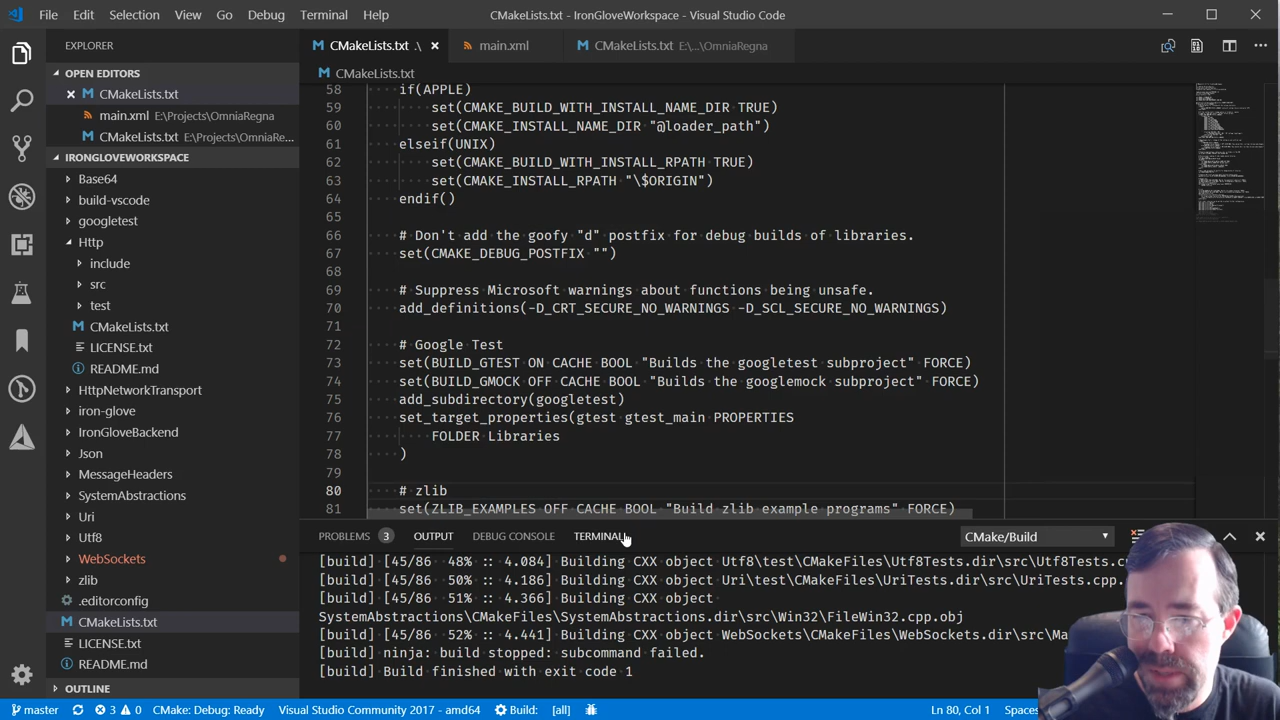 File Edit Selection View Go Debug Terminal Help
CMakeLists.txt - IronGloveWorkspace - Visual Studio Code
EXPLORER
OPEN EDITORS
CMakeLists.txt
main.xml E:\Projects\OmniaRegna
CMakeLists.txt E:\Projects\OmniaRe...
IRONGLOVEWORKSPACE
Base64
build-vscode
googletest
Http
include
src
test
CMakeLists.txt
LICENSE.txt
README.md
HttpNetworkTransport
iron-glove
IronGloveBackend
Json
MessageHeaders
SystemAbstractions
Uri
Utf8
WebSockets
zlib
.editorconfig
CMakeLists.txt
LICENSE.txt
README.md
OUTLINE
CMakeLists.txt .\
main.xml
CMakeLists.txt E:\...\OmniaRegna
CMakeLists.txt
58 if(APPLE)
59 set(CMAKE_BUILD_WITH_INSTALL_NAME_DIR TRUE)
60 set(CMAKE_INSTALL_NAME_DIR "@loader_path")
61 elseif(UNIX)
62 set(CMAKE_BUILD_WITH_INSTALL_RPATH TRUE)
63 set(CMAKE_INSTALL_RPATH "\$ORIGIN")
64 endif()
65
66 # Don't add the goofy "d" postfix for debug builds of libraries.
67 set(CMAKE_DEBUG_POSTFIX "")
68
69 # Suppress Microsoft warnings about functions being unsafe.
70 add_definitions(-D_CRT_SECURE_NO_WARNINGS -D_SCL_SECURE_NO_WARNINGS)
71
72 # Google Test
73 set(BUILD_GTEST ON CACHE BOOL "Builds the googletest subproject" FORCE)
74 set(BUILD_GMOCK OFF CACHE BOOL "Builds the googlemock subproject" FORCE)
75 add_subdirectory(googletest)
76 set_target_properties(gtest gtest_main PROPERTIES
77 FOLDER Libraries
78 )
79
80 # zlib
81 set(ZLIB_EXAMPLES OFF CACHE BOOL "Build zlib example programs" FORCE)
PROBLEMS 3 OUTPUT DEBUG CONSOLE TERMINAL
CMake/Build
[build] [45/86 48% :: 4.084] Building CXX object Utf8\test\CMakeFiles\Utf8Tests.dir\src\Utf8Tests.c
[build] [45/86 50% :: 4.186] Building CXX object Uri\test\CMakeFiles\UriTests.dir\src\UriTests.cpp.
[build] [45/86 51% :: 4.366] Building CXX object
SystemAbstractions\CMakeFiles\SystemAbstractions.dir\src\Win32\FileWin32.cpp.obj
[build] [45/86 52% :: 4.441] Building CXX object WebSockets\CMakeFiles\WebSockets.dir\src\Ma
[build] ninja: build stopped: subcommand failed.
[build] Build finished with exit code 1
master 3 0 CMake: Debug: Ready Visual Studio Community 2017 - amd64 Build: [all] Ln 80, Col 1 Spaces